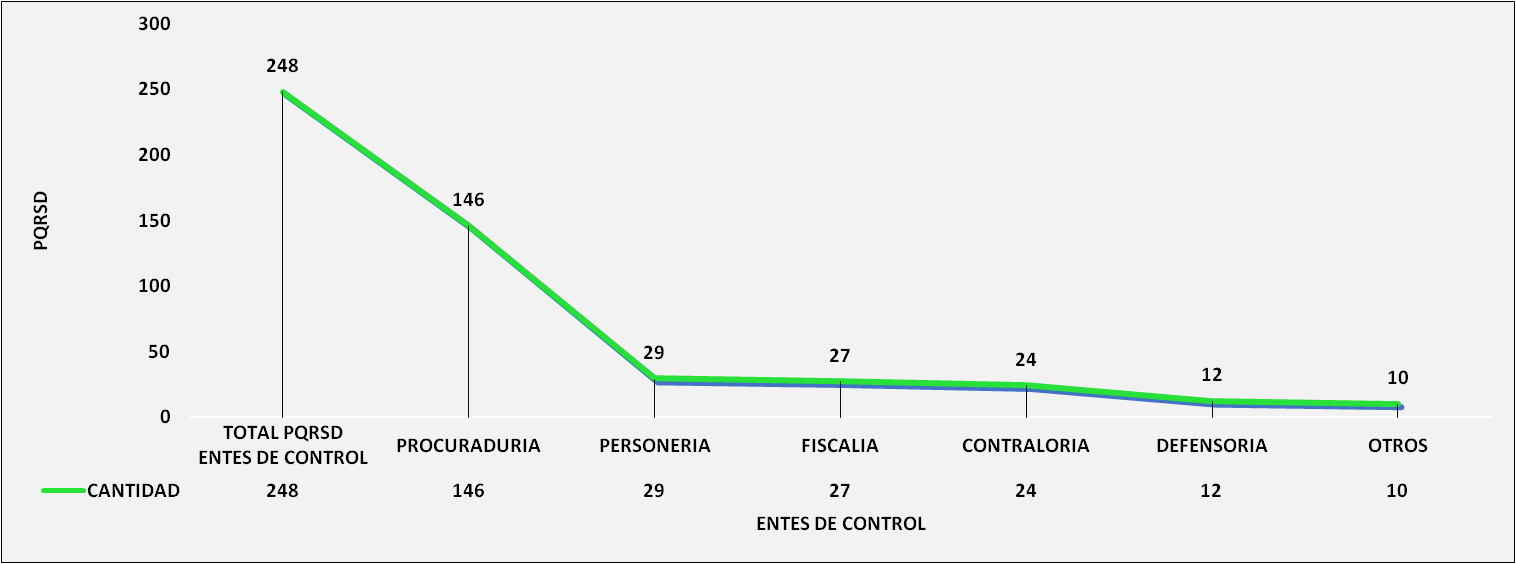 300
250
200
150
100
50
0
PQRSD
248
146
29
27
24
12
10
TOTAL PQRSD
ENTES DE CONTROL
PROCURADURIA
PERSONERIA
FISCALIA
CONTRALORIA
DEFENSORIA
OTROS
CANTIDAD 248 146 29 27 24 12 10
ENTES DE CONTROL